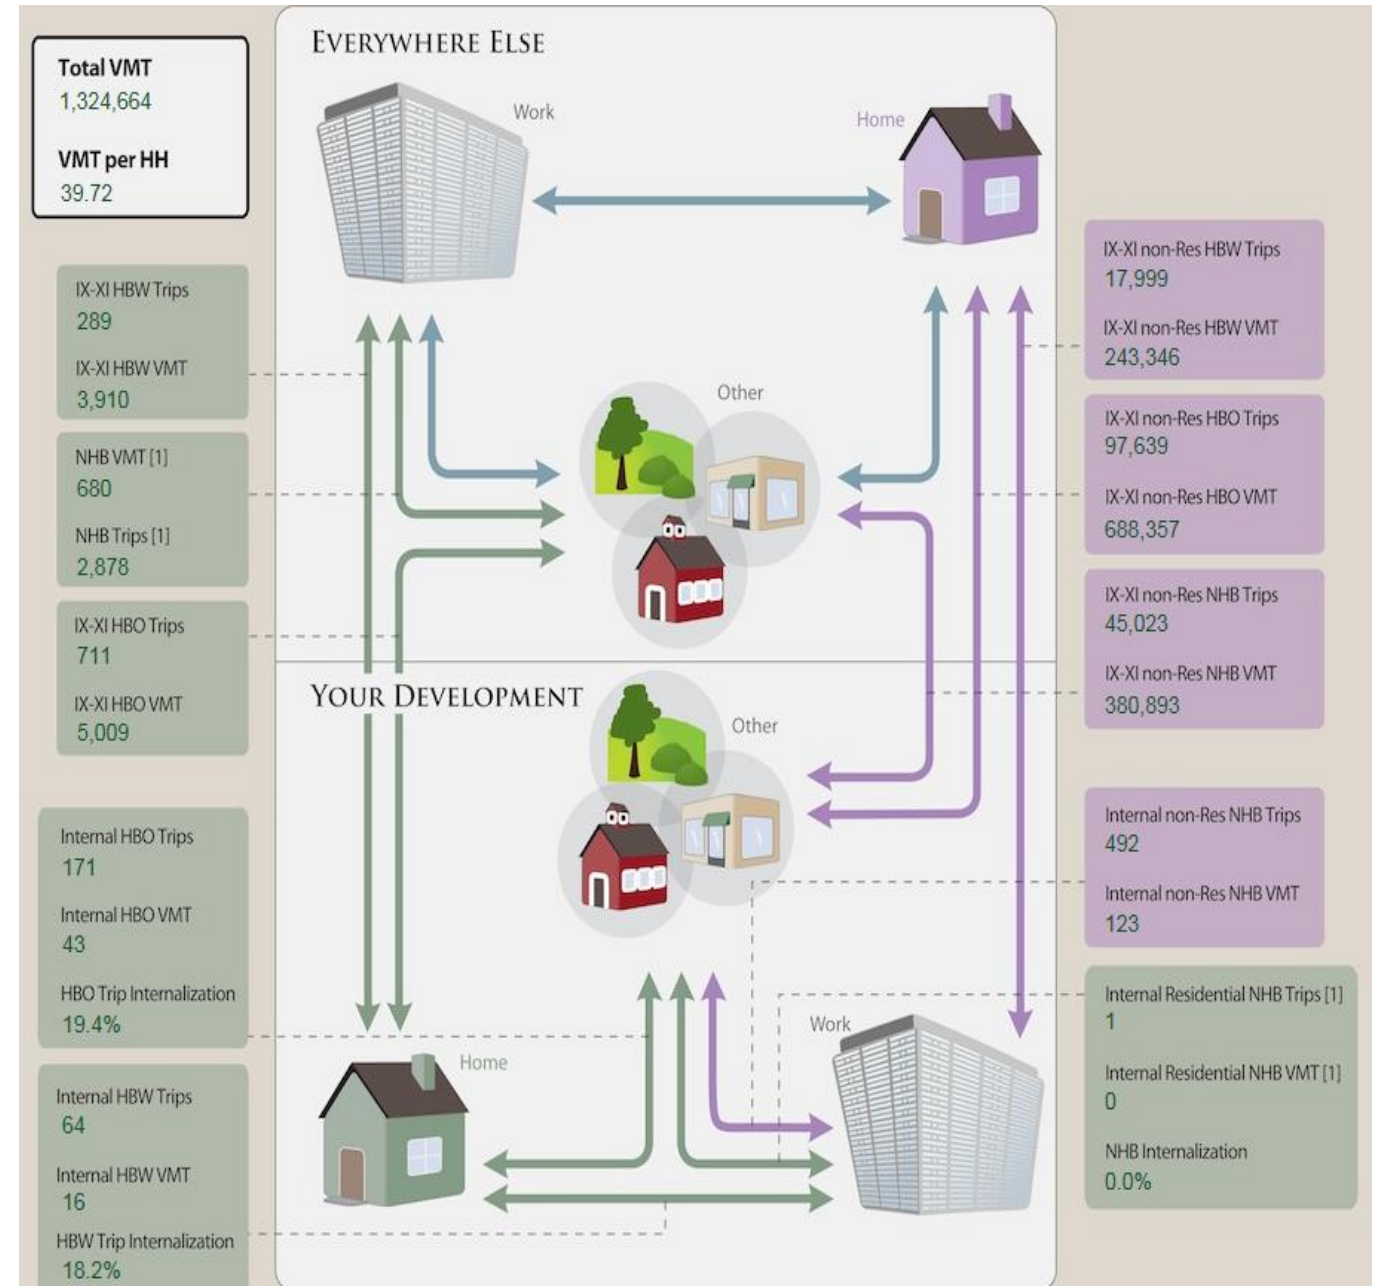 Total VMT
1,324,664
VMT per HH
39.72
IX-XI HBW Trips
289
IX-XI HBW VMT
3,910
NHB VMT [1]
680
NHB Trips [1]
2,878
IX-XI HBO Trips
711
IX-XI HBO VMT
5,009
Internal HBO Trips
171
Internal HBO VMT
43
HBO Trip Internalization
19.4%
Internal HBW Trips
64
Internal HBW VMT
16
HBW Trip Internalization
18.2%
EVERYWHERE ELSE
Work
Home
Other
YOUR DEVELOPMENT
Other
Work
Home
IX-XI non-Res HBW Trips
17,999
IX-XI non-Res HBW VMT
243,346
IX-XI non-Res HBO Trips
97,639
IX-XI non-Res HBO VMT
688,357
IX-XI non-Res NHB Trips
45,023
IX-XI non-Res NHB VMT
380,893
Internal non-Res NHB Trips
492
Internal non-Res NHB VMT
123
Internal Residential NHB Trips [1]
1
Internal Residential NHB VMT [1]
0
NHB Internalization
0.0%